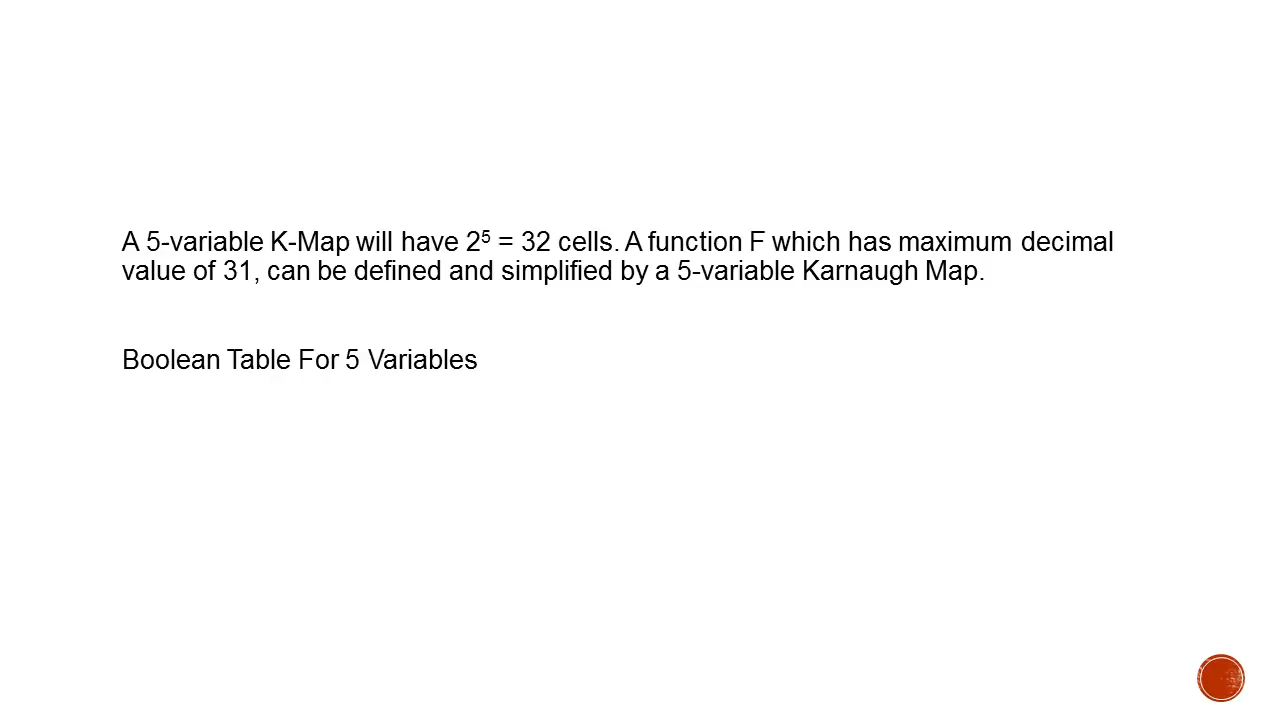 A 5-variable K-Map will have 2⁵ = 32 cells. A function F which has maximum decimal
value of 31, can be defined and simplified by a 5-variable Karnaugh Map.
Boolean Table For 5 Variables